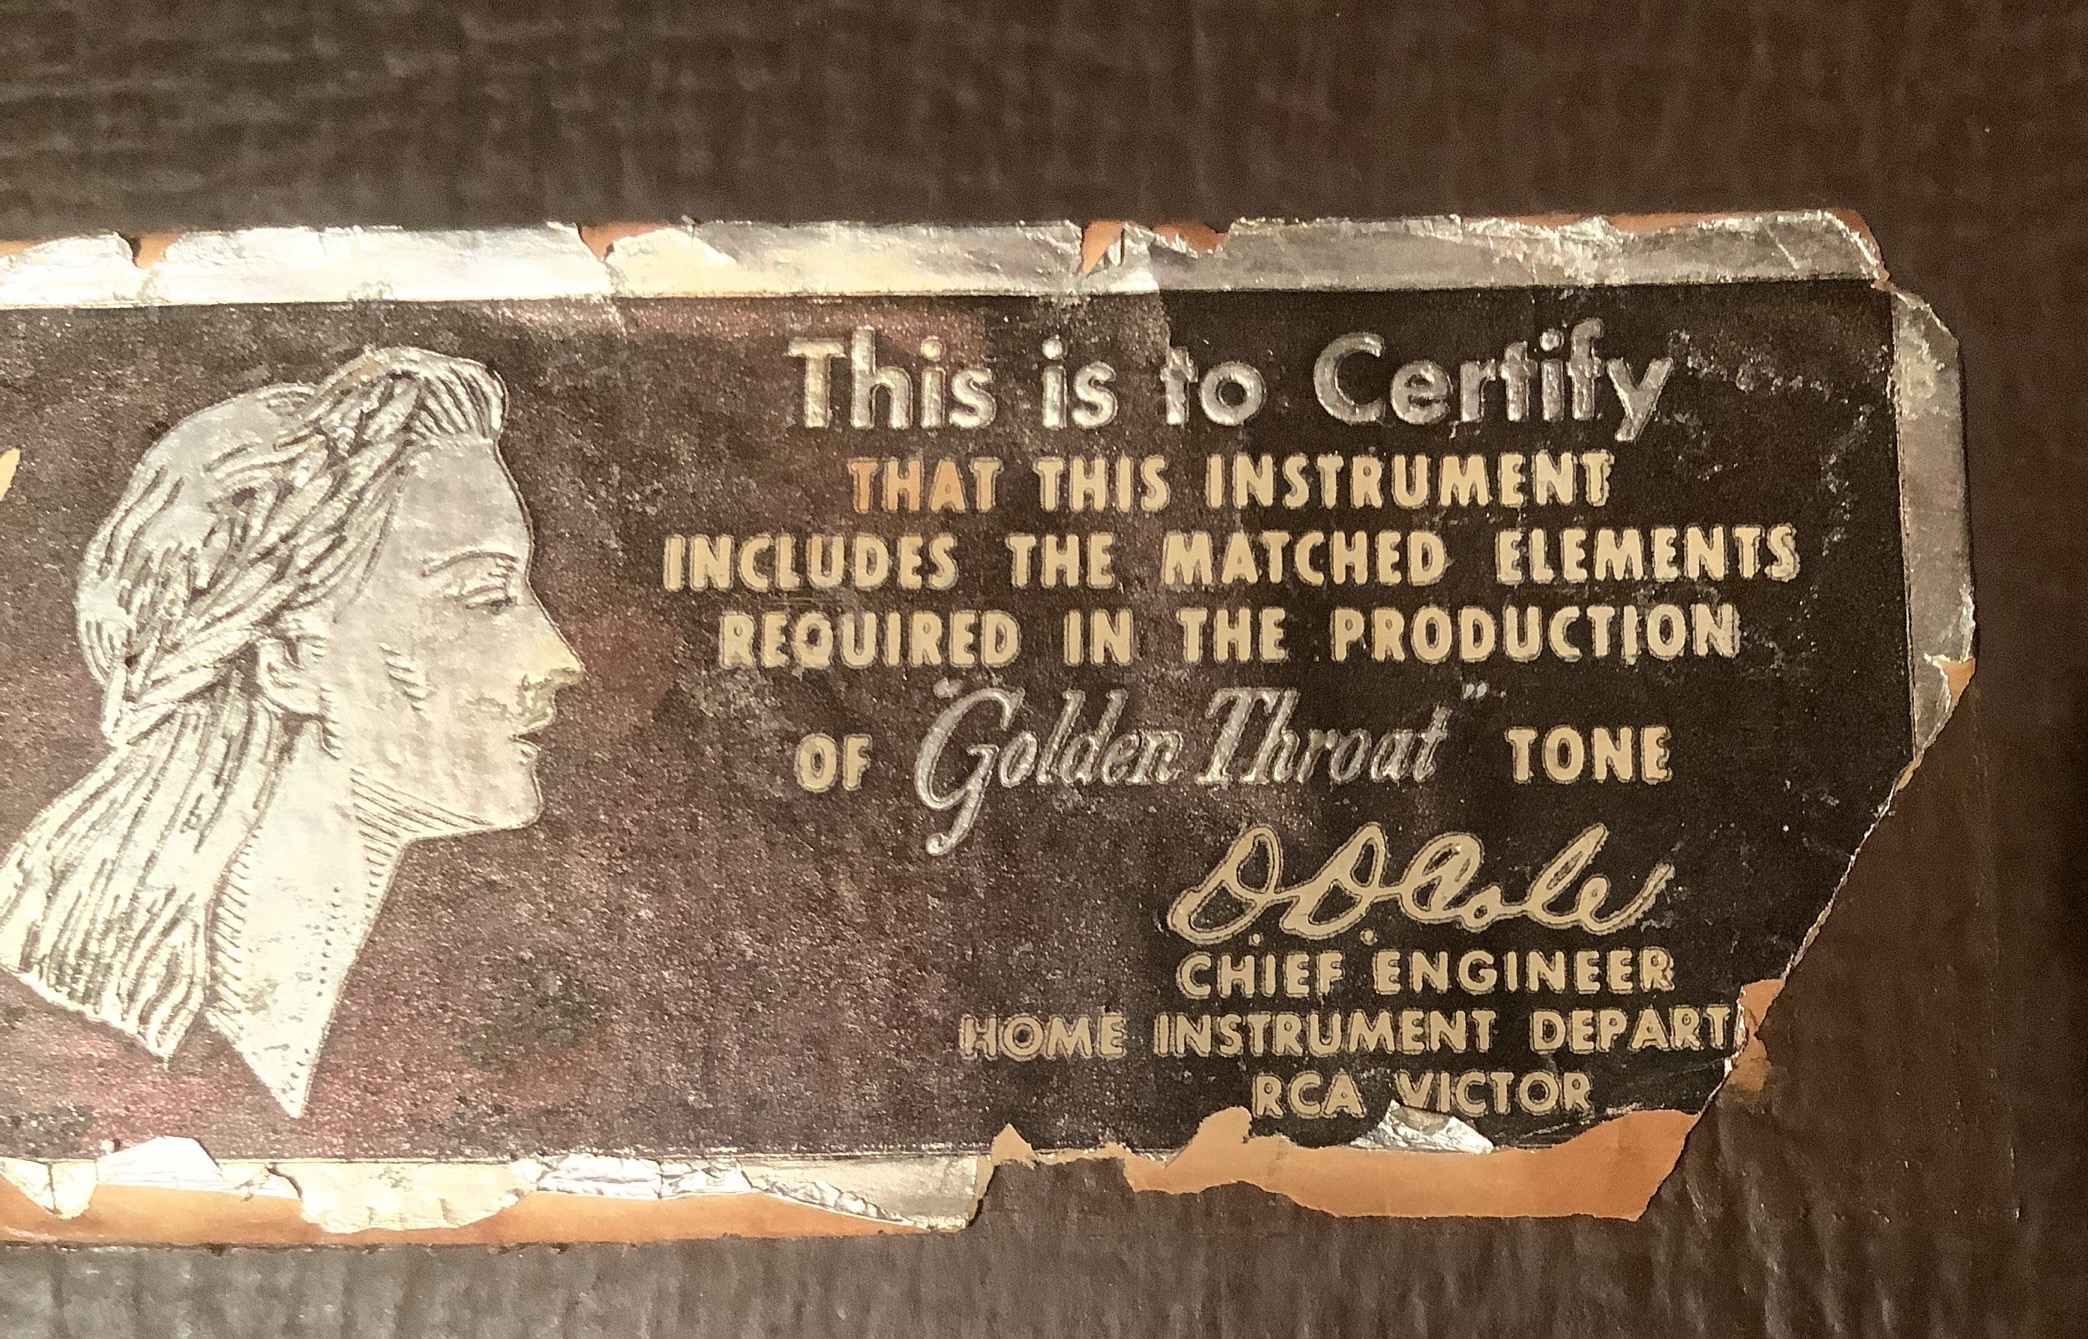 This is to Certify
THAT THIS INSTRUMENT
INCLUDES THE MATCHED ELEMENTS
REQUIRED IN THE PRODUCTION
OF "Golden Throat" TONE
D.D. Cole
CHIEF ENGINEER
HOME INSTRUMENT DEPART
RCA VICTOR